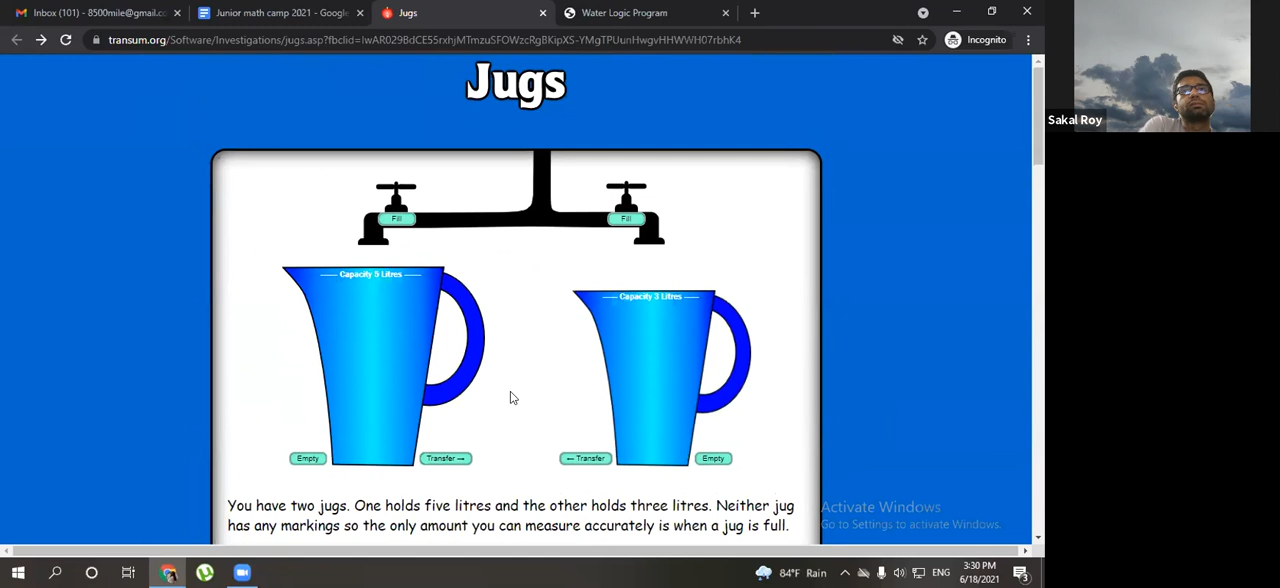 Inbox (101) - 8500mile@gmail.co
Junior math camp 2021 - Google
Jugs
Water Logic Program
transum.org/Software/Investigations/jugs.asp?fbclid=IwAR029BdCE55rxhjMTmzuSFOWzcRgBKipXS-YMgTPUunHwgvHHWWH07rbhK4
Incognito
Sakal Roy
Jugs
Fill
Fill
Capacity 5 Litres
Capacity 3 Litres
Empty
Transfer →
← Transfer
Empty
You have two jugs. One holds five litres and the other holds three litres. Neither jug
has any markings so the only amount you can measure accurately is when a jug is full.
Activate Windows
Go to Settings to activate Windows.
84°F Rain
ENG
3:30 PM
6/18/2021
3